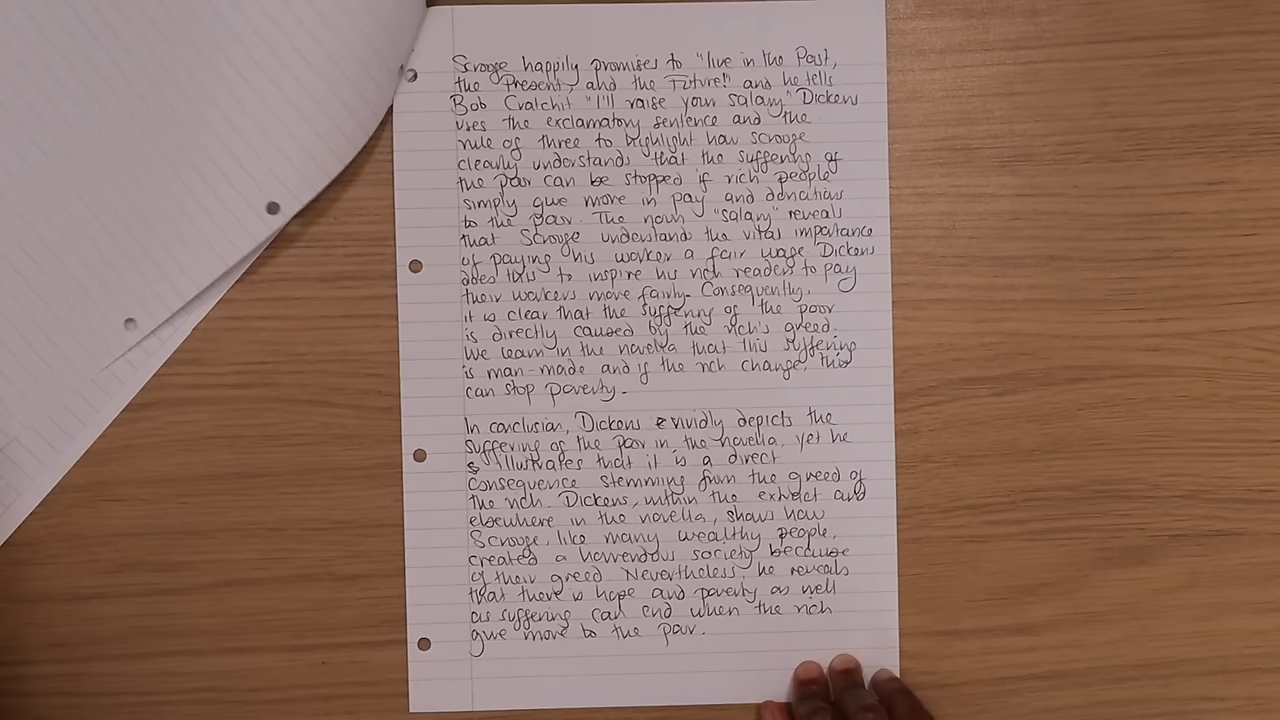 Scrooge happily promises to "live in the Past,
the Present, and the Future!" and he tells
Bob Cratchit "I'll raise your salary" Dickens
uses the exclamatory sentence and the
rule of three to highlight how scrooge
clearly understands that the suffering of
the poor can be stopped if rich people
simply give more in pay and donations
to the poor. The noun "salary" reveals
that Scrooge understands the vital importance
of paying his worker a fair wage Dickens
does this to inspire his rich readers to pay
their workers more fairly. Consequently,
it is clear that the suffering of the poor
is directly caused by the rich's greed.
We learn in the novella that this suffering
is man-made and if the rich change, this
can stop poverty.
In conclusion, Dickens vividly depicts the
suffering of the poor in the novella, yet he
illustrates that it is a direct
consequence stemming from the greed of
the rich. Dickens, within the extract and
elsewhere in the novella, shows how
Scrooge, like many wealthy people,
created a horrendous society because
of their greed. Nevertheless, he reveals
that there is hope and poverty as well
as suffering can end when the rich
give more to the poor.